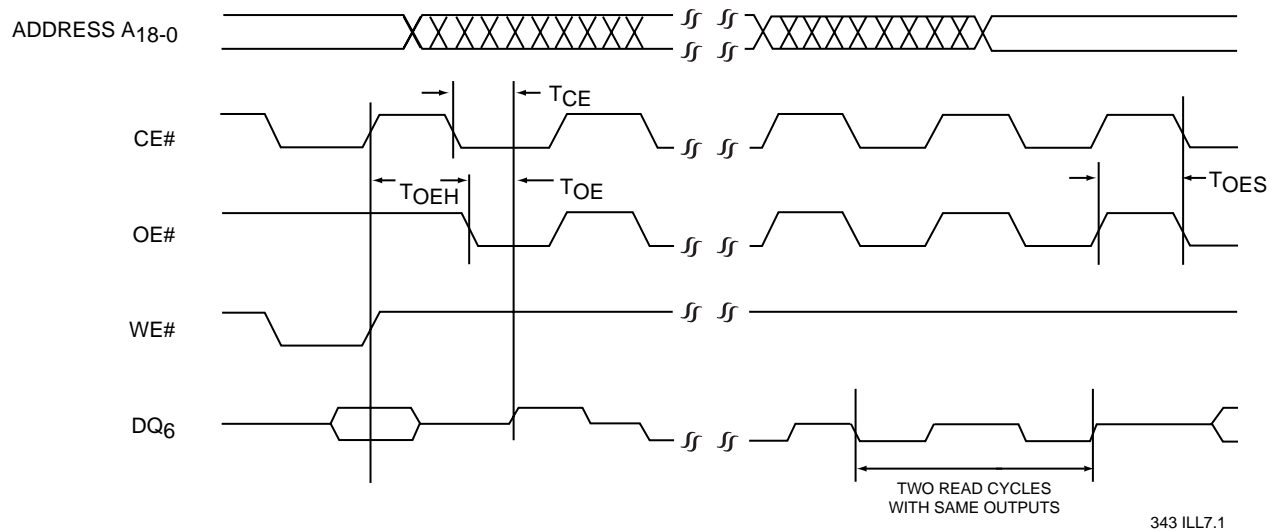 ADDRESS A18-0
TCE
CE#
TOEH
TOE
TOES
OE#
WE#
DQ6
TWO READ CYCLES
WITH SAME OUTPUTS
343 ILL7.1